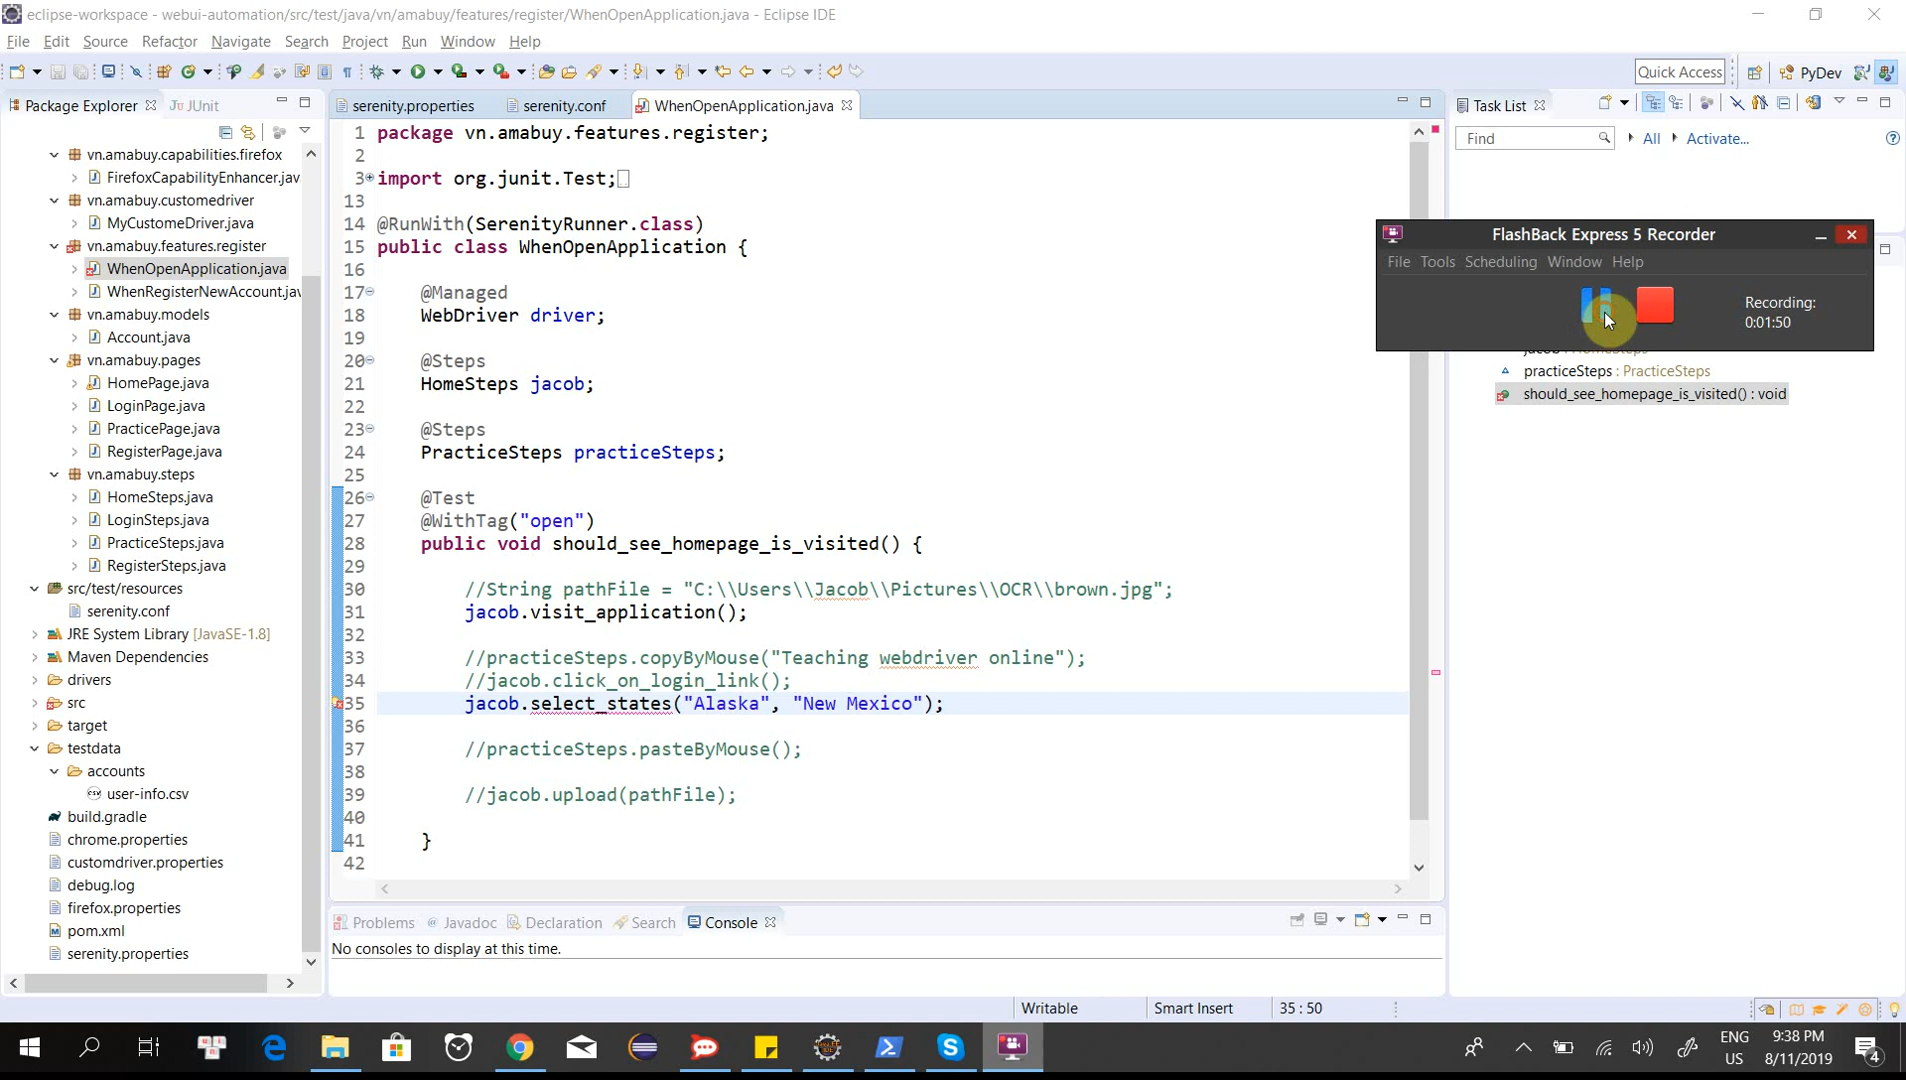 eclipse-workspace - webui-automation/src/test/java/vn/amabuy/features/register/WhenOpenApplication.java - Eclipse IDE
File Edit Source Refactor Navigate Search Project Run Window Help
Quick Access
PyDev
Package Explorer
JUnit
vn.amabuy.capabilities.firefox
FirefoxCapabilityEnhancer.jav
vn.amabuy.customedriver
MyCustomeDriver.java
vn.amabuy.features.register
WhenOpenApplication.java
WhenRegisterNewAccount.jav
vn.amabuy.models
Account.java
vn.amabuy.pages
HomePage.java
LoginPage.java
PracticePage.java
RegisterPage.java
vn.amabuy.steps
HomeSteps.java
LoginSteps.java
PracticeSteps.java
RegisterSteps.java
src/test/resources
serenity.conf
JRE System Library [JavaSE-1.8]
Maven Dependencies
drivers
src
target
testdata
accounts
user-info.csv
build.gradle
chrome.properties
customdriver.properties
debug.log
firefox.properties
pom.xml
serenity.properties
serenity.properties serenity.conf WhenOpenApplication.java
1 package vn.amabuy.features.register;
2
3 import org.junit.Test;
13
14 @RunWith(SerenityRunner.class)
15 public class WhenOpenApplication {
16
17 @Managed
18 WebDriver driver;
19
20 @Steps
21 HomeSteps jacob;
22
23 @Steps
24 PracticeSteps practiceSteps;
25
26 @Test
27 @WithTag("open")
28 public void should_see_homepage_is_visited() {
29
30 //String pathFile = "C:\\Users\\Jacob\\Pictures\\OCR\\brown.jpg";
31 jacob.visit_application();
32
33 //practiceSteps.copyByMouse("Teaching webdriver online");
34 //jacob.click_on_login_link();
35 jacob.select_states("Alaska", "New Mexico");
36
37 //practiceSteps.pasteByMouse();
38
39 //jacob.upload(pathFile);
40
41 }
42
Problems Javadoc Declaration Search Console
No consoles to display at this time.
Task List
Find
All
Activate...
FlashBack Express 5 Recorder
File Tools Scheduling Window Help
Recording:
0:01:50
jacob : HomeSteps
practiceSteps : PracticeSteps
should_see_homepage_is_visited() : void
Writable
Smart Insert
35 : 50
ENG
US
9:38 PM
8/11/2019
4